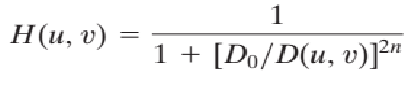 H(u, v) = 1 / (1 + [D₀/D(u, v)]²ⁿ)